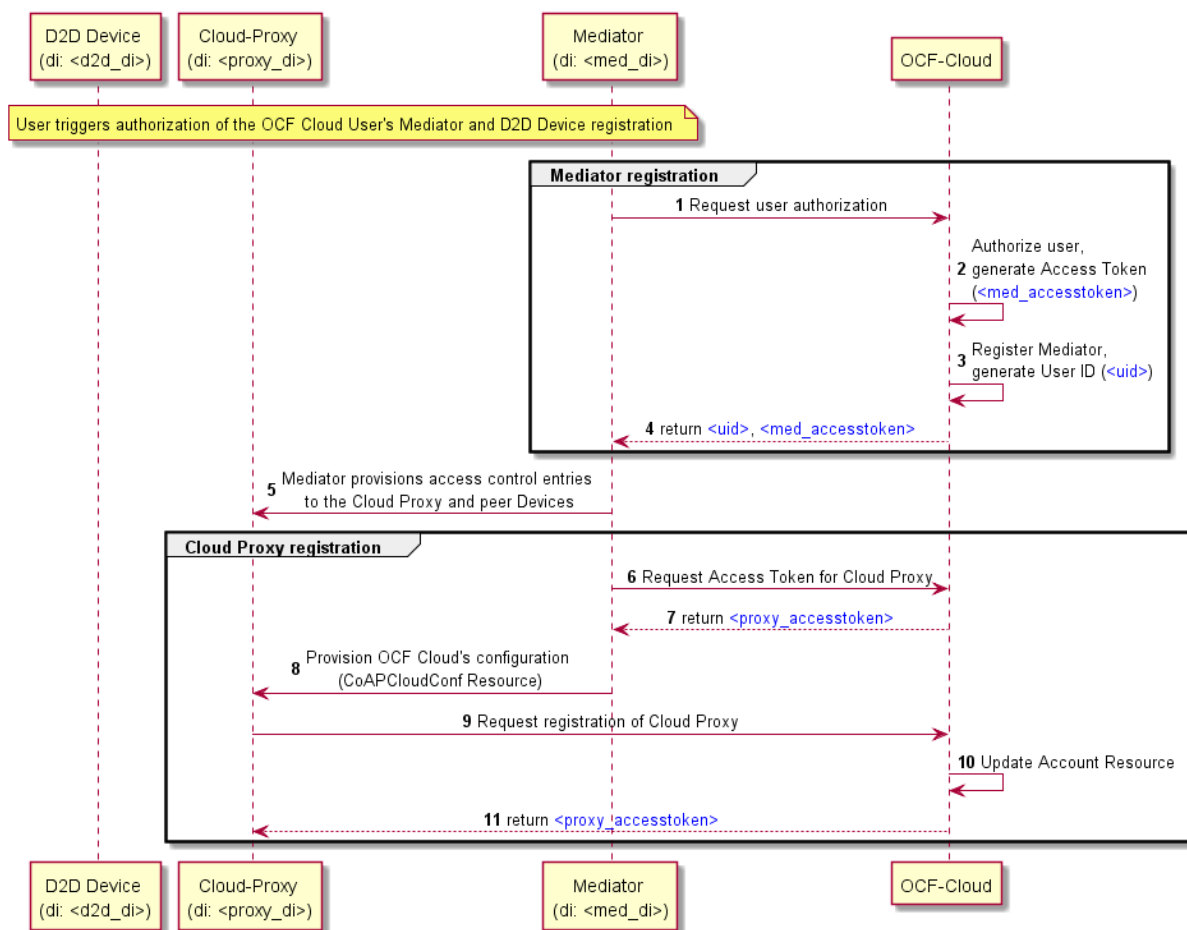 D2D Device
(di: <d2d_di>)
Cloud-Proxy
(di: <proxy_di>)
Mediator
(di: <med_di>)
OCF-Cloud
User triggers authorization of the OCF Cloud User's Mediator and D2D Device registration
Mediator registration
1 Request user authorization
Authorize user,
2 generate Access Token
(<med_accesstoken>)
3 Register Mediator,
generate User ID (<uid>)
4 return <uid>, <med_accesstoken>
5 Mediator provisions access control entries
to the Cloud Proxy and peer Devices
Cloud Proxy registration
6 Request Access Token for Cloud Proxy
7 return <proxy_accesstoken>
8 Provision OCF Cloud's configuration
(CoAPCloudConf Resource)
9 Request registration of Cloud Proxy
10 Update Account Resource
11 return <proxy_accesstoken>
D2D Device
(di: <d2d_di>)
Cloud-Proxy
(di: <proxy_di>)
Mediator
(di: <med_di>)
OCF-Cloud